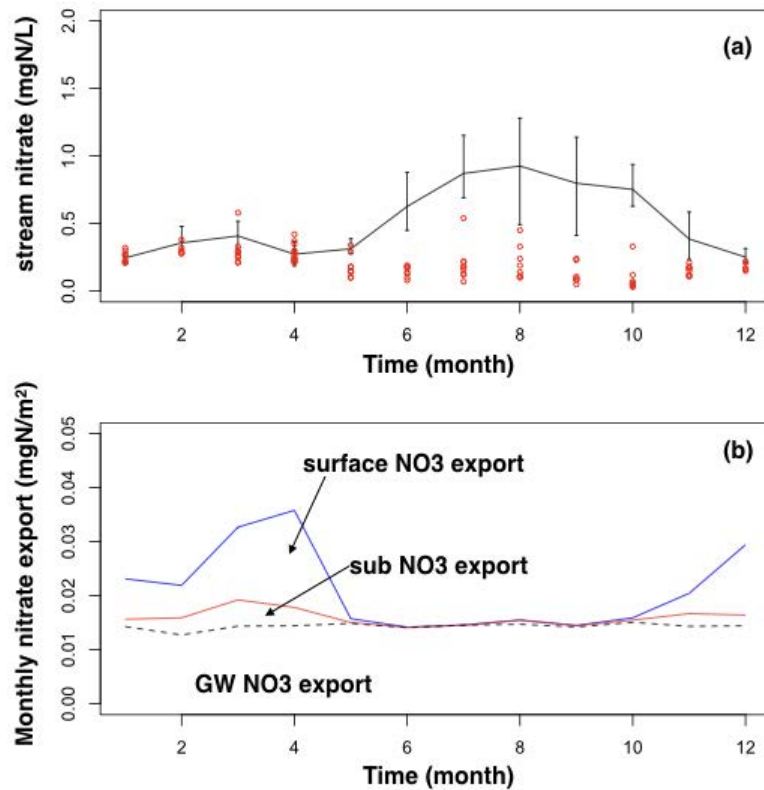 (a)
stream nitrate (mgN/L)
2.0
1.5
1.0
0.5
0.0
2 4 6 8 10 12
Time (month)
(b)
Monthly nitrate export (mgN/m²)
0.05
0.04
0.03
0.02
0.01
0.00
surface NO3 export
sub NO3 export
GW NO3 export
2 4 6 8 10 12
Time (month)